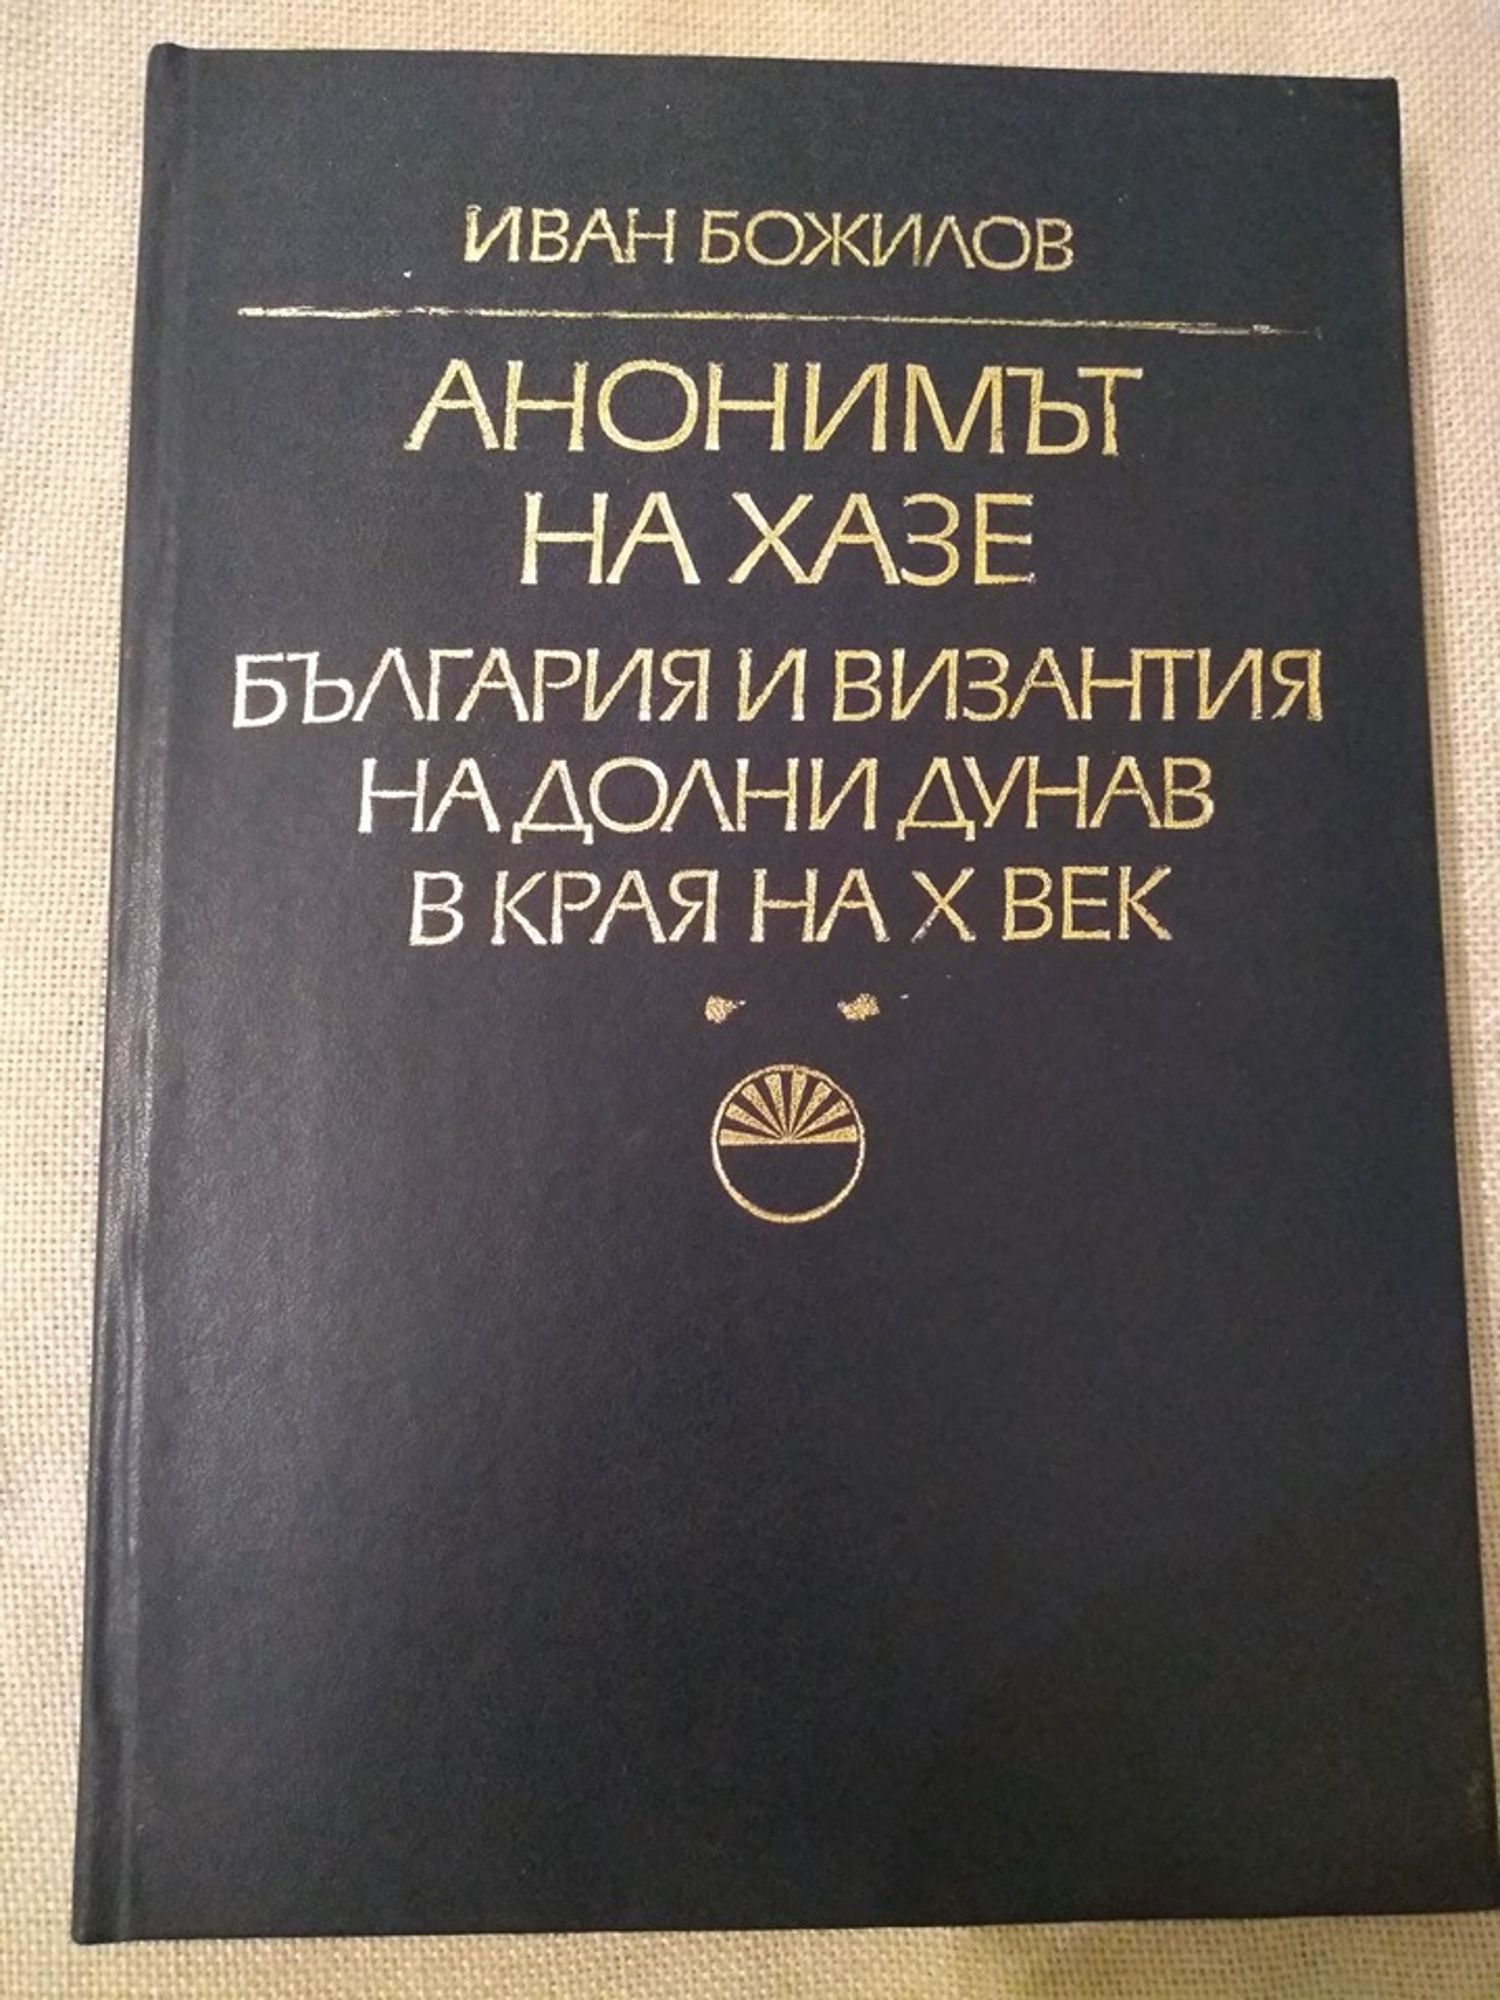 ИВАН БОЖИЛОВ
АНОНИМЪТ
НА ХАЗЕ
БЪЛГАРИЯ И ВИЗАНТИЯ
НА ДОЛНИ ДУНАВ
В КРАЯ НА X ВЕК